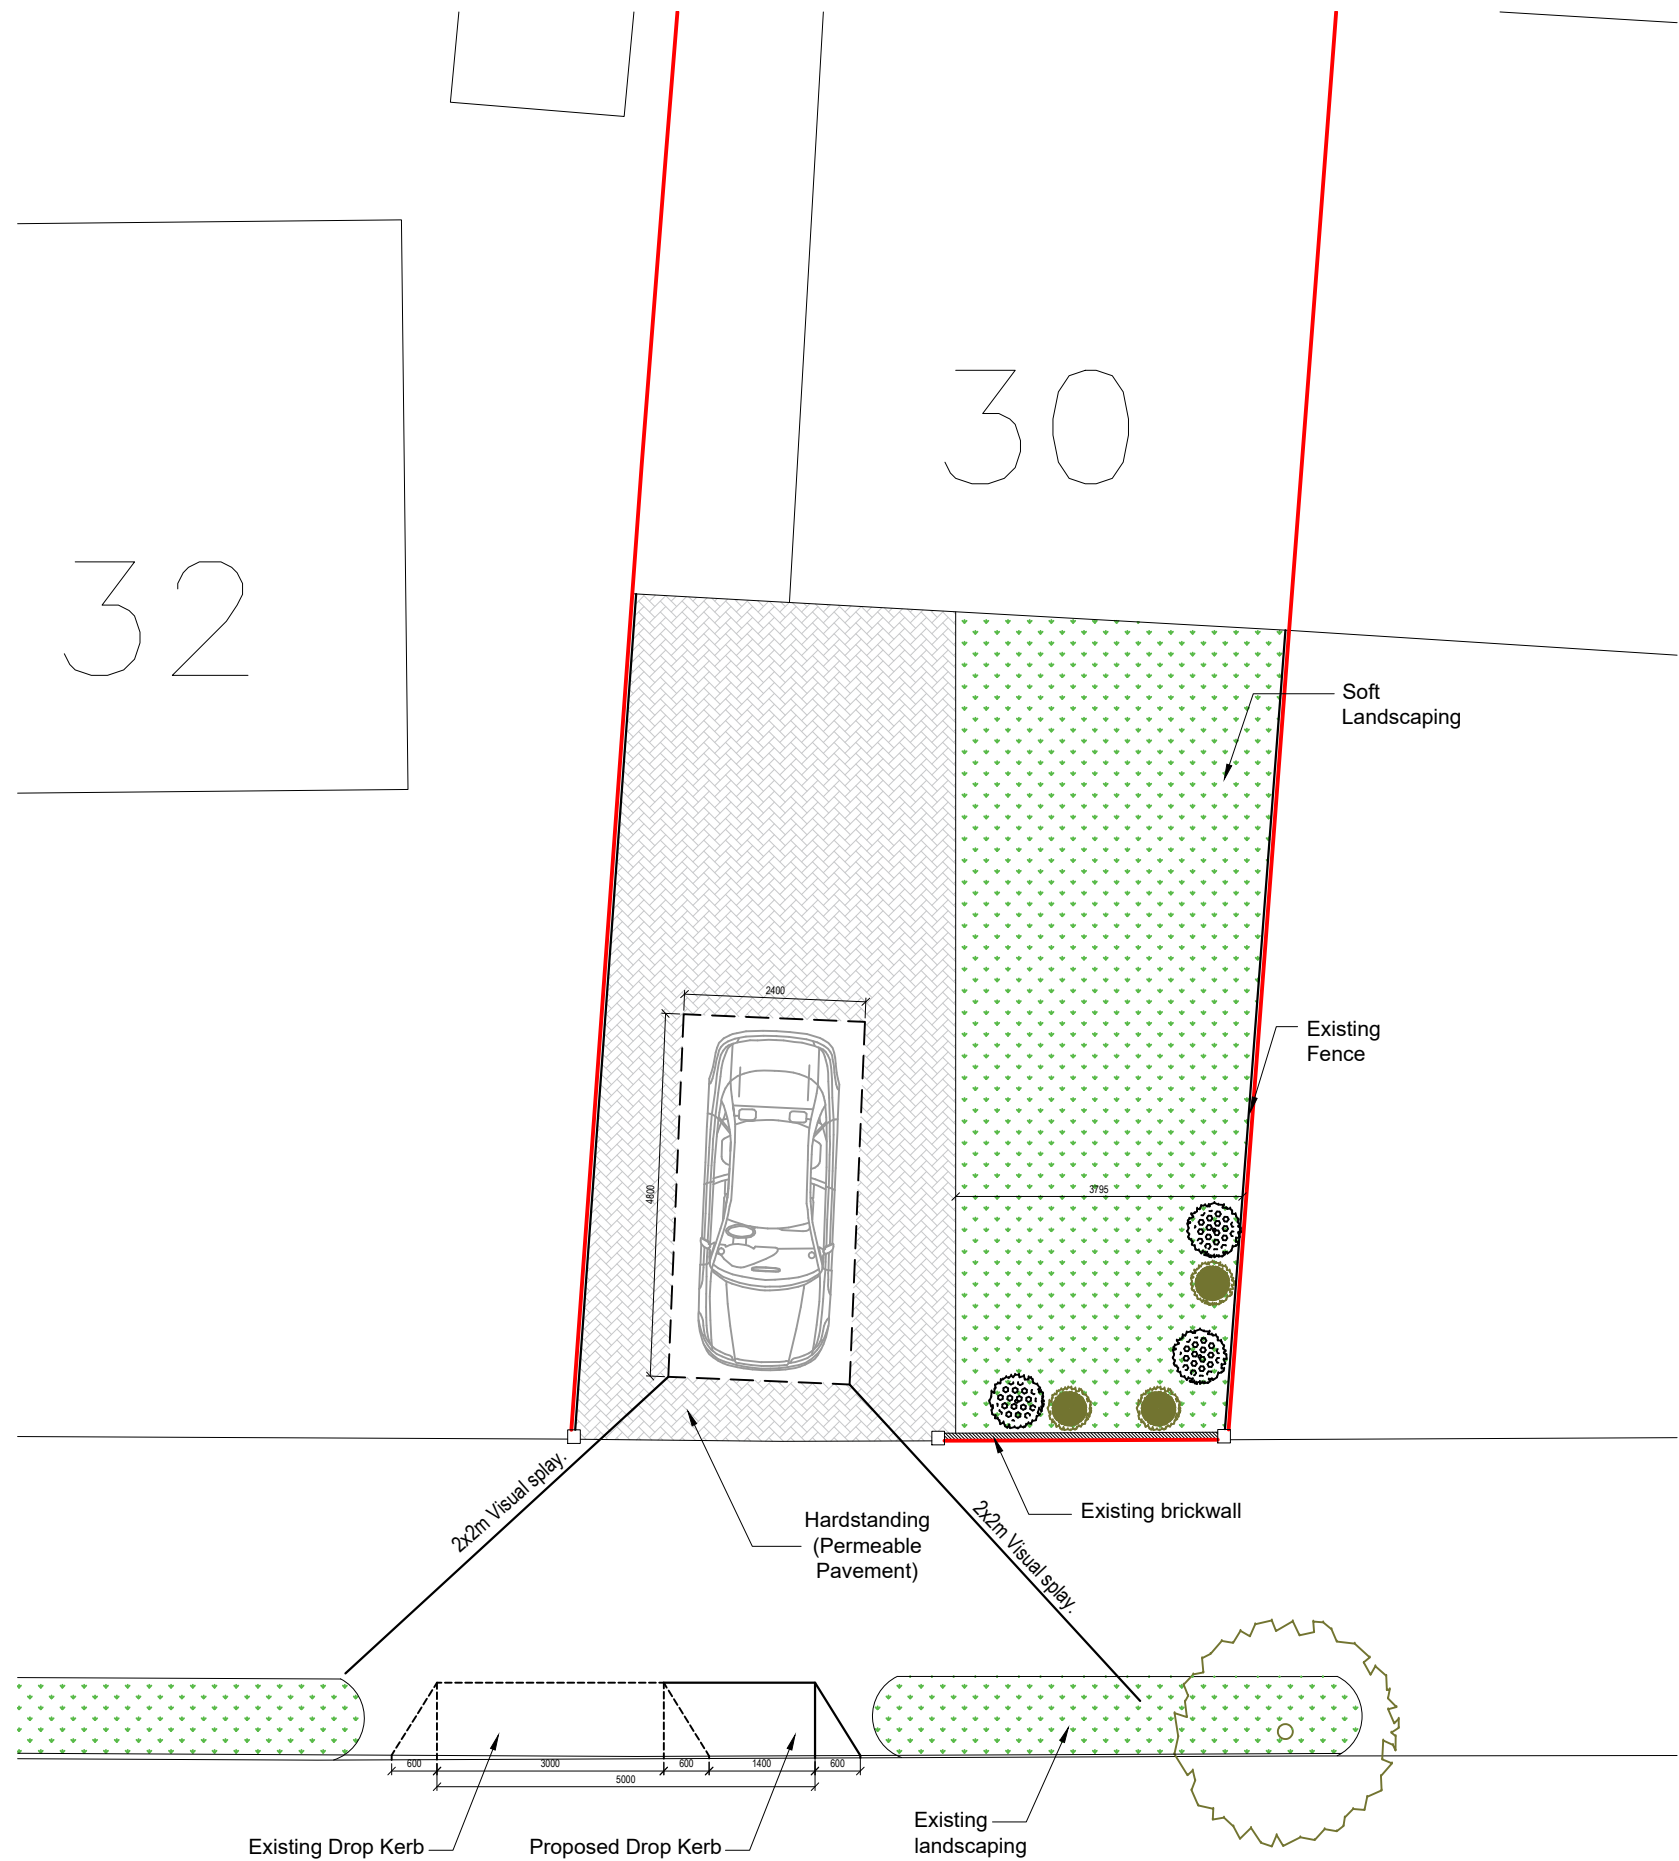 30
32
Soft
Landscaping
2400
Existing
Fence
4800
3795
2x2m Visual splay.
2x2m Visual splay.
Hardstanding
(Permeable
Pavement)
Existing brickwall
600
3000
600
1400
600
5000
Existing Drop Kerb
Proposed Drop Kerb
Existing
landscaping